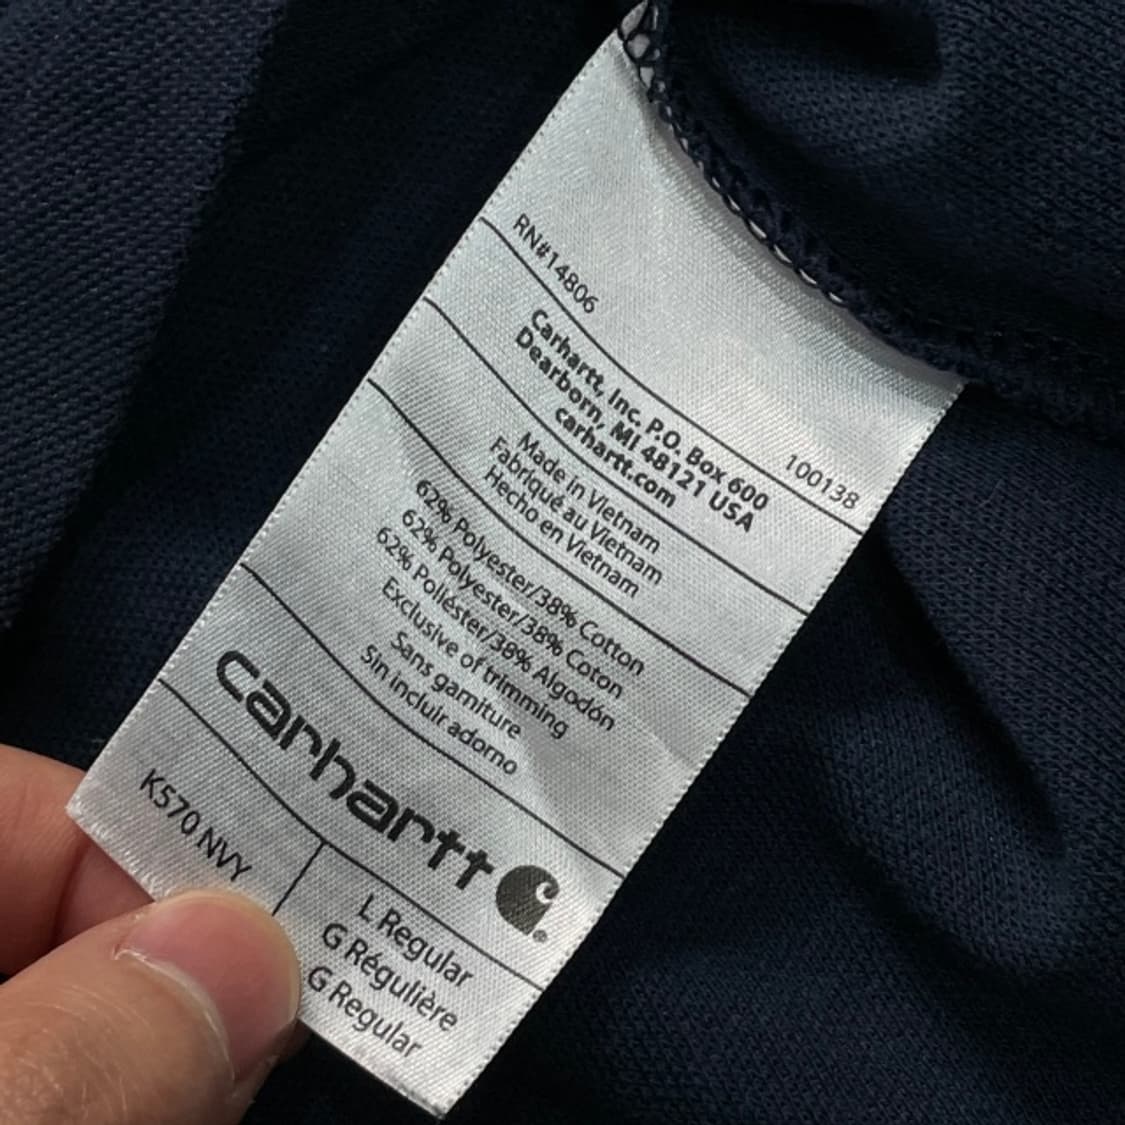 RN#14806 100138
Carhartt, Inc. P.O. Box 600
Dearborn, MI 48121 USA
carhartt.com
Made in Vietnam
Fabriqué au Vietnam
Hecho en Vietnam
62% Polyester/38% Cotton
62% Polyester/38% Coton
62% Poliéster/38% Algodón
Exclusive of trimming
Sans garniture
Sin incluir adorno
carhartt
K570 NVY
L Regular
G Régulière
G Regular